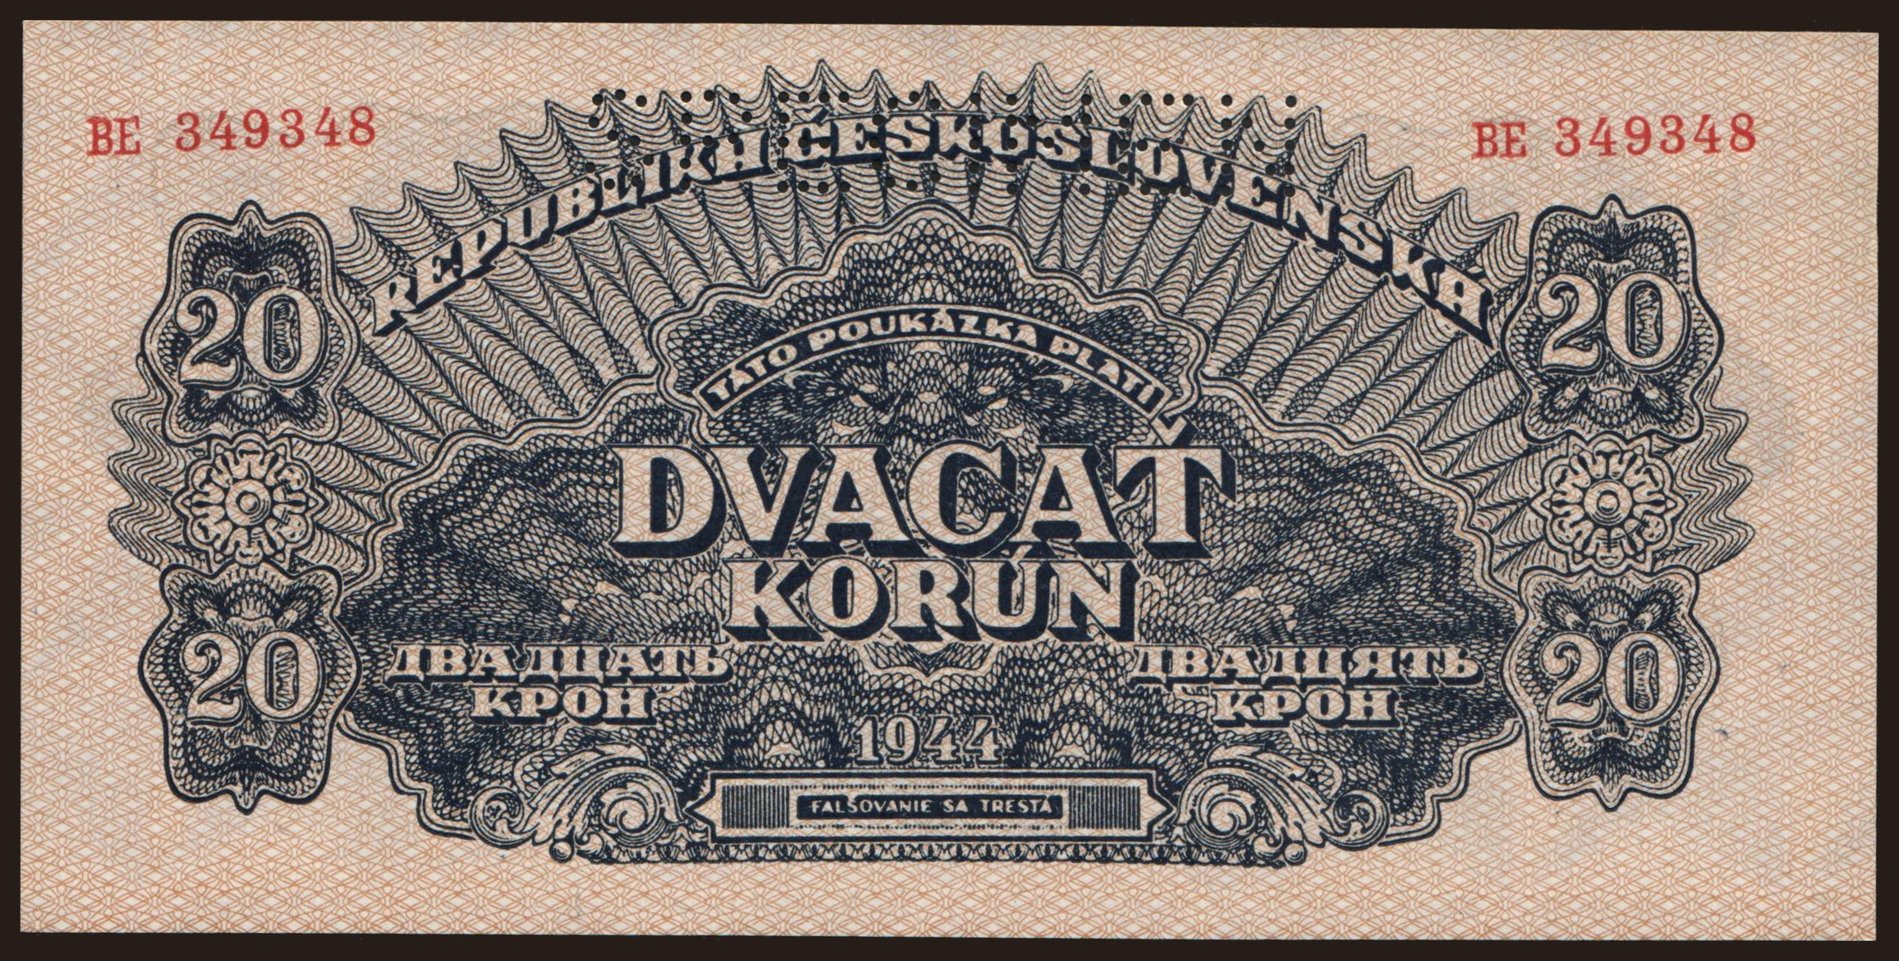 BE 349348
BE 349348
REPUBLIKA ČESKOSLOVENSKÁ
20
20
TÁTO POUKÁZKA PLATÍ
DVACAŤ
KORÚN
ДВАДЦАТЬ
КРОН
ДВАДЦЯТЬ
КРОН
1944
20
20
FALŠOVANIE SA TRESTÁ